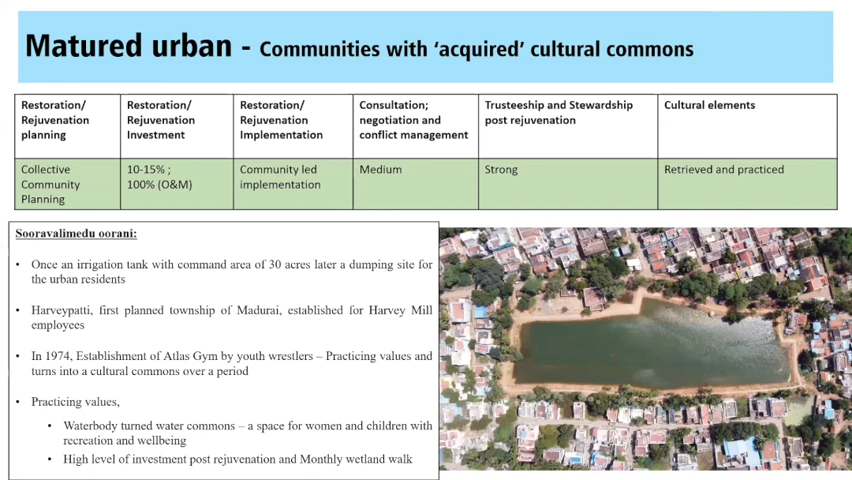 Matured urban - Communities with ‘acquired’ cultural commons
Restoration/
Rejuvenation
planning
Restoration/
Rejuvenation
Investment
Restoration/
Rejuvenation
Implementation
Consultation;
negotiation and
conflict management
Trusteeship and Stewardship
post rejuvenation
Cultural elements
Collective
Community
Planning
10-15% ;
100% (O&M)
Community led
implementation
Medium
Strong
Retrieved and practiced
Sooravalimedu oorani:
• Once an irrigation tank with command area of 30 acres later a dumping site for
the urban residents
• Harveypatti, first planned township of Madurai, established for Harvey Mill
employees
• In 1974, Establishment of Atlas Gym by youth wrestlers – Practicing values and
turns into a cultural commons over a period
• Practicing values,
• Waterbody turned water commons – a space for women and children with
recreation and wellbeing
• High level of investment post rejuvenation and Monthly wetland walk